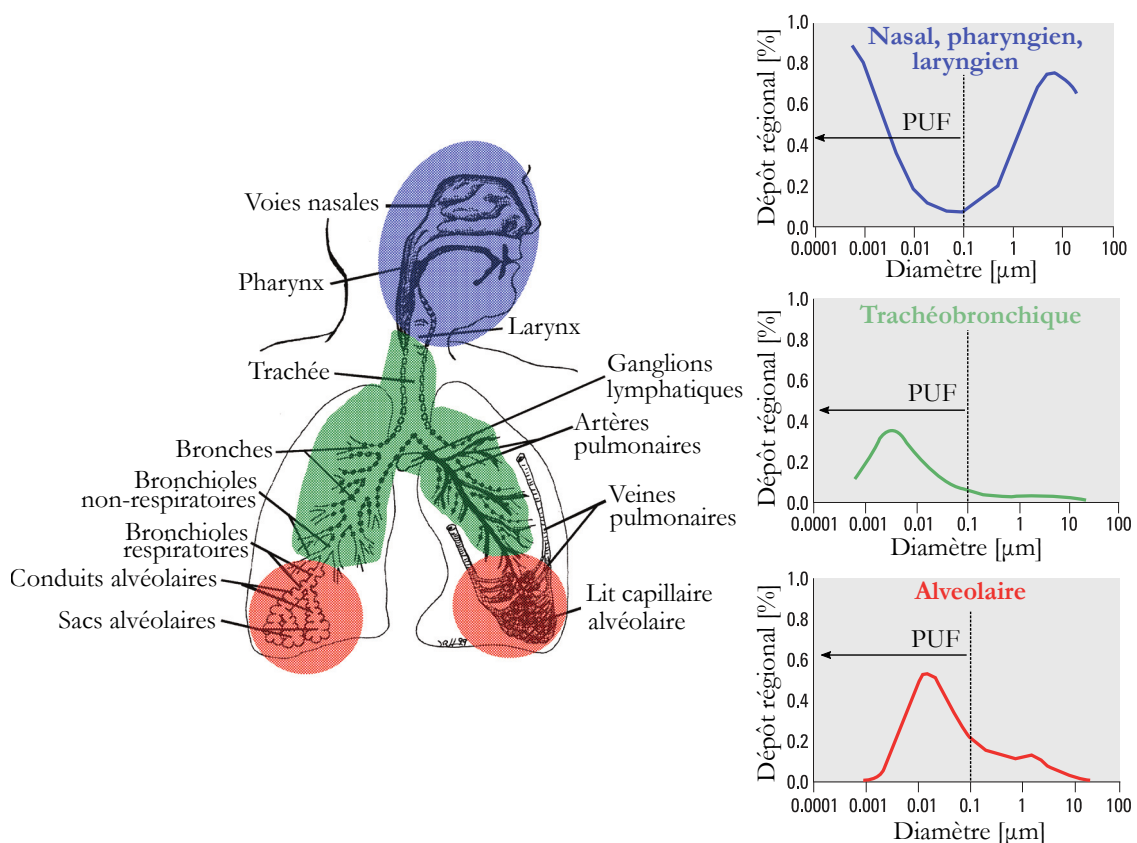 Voies nasales
Pharynx
Larynx
Trachée
Ganglions
lymphatiques
Artères
pulmonaires
Bronches
Bronchioles
non-respiratoires
Veines
pulmonaires
Bronchioles
respiratoires
Conduits alvéolaires
Sacs alvéolaires
Lit capillaire
alvéolaire
Nasal, pharyngien,
laryngien
PUF
Dépôt régional [%]
1.0
0.8
0.6
0.4
0.2
0.0
0.0001 0.001 0.01 0.1 1 10 100
Diamètre [µm]
Trachéobronchique
PUF
Dépôt régional [%]
1.0
0.8
0.6
0.4
0.2
0.0
0.0001 0.001 0.01 0.1 1 10 100
Diamètre [µm]
Alveolaire
PUF
Dépôt régional [%]
1.0
0.8
0.6
0.4
0.2
0.0
0.0001 0.001 0.01 0.1 1 10 100
Diamètre [µm]